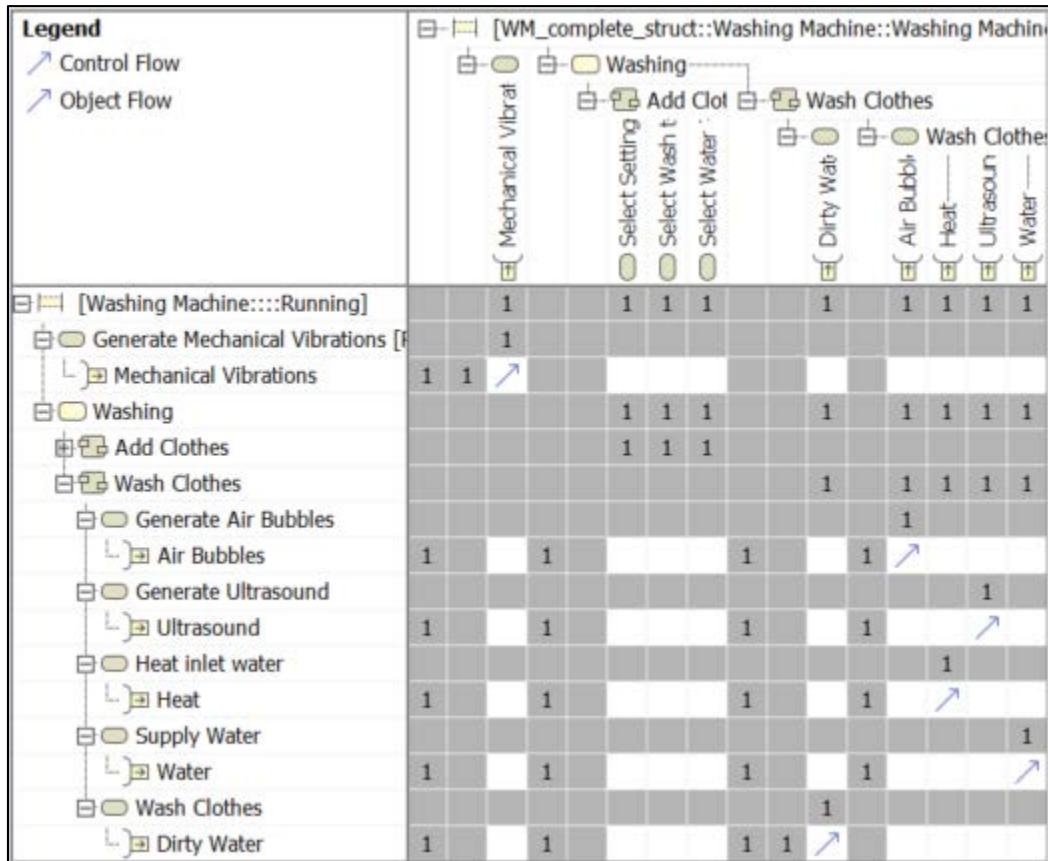 Legend
Control Flow
Object Flow
[WM_complete_struct::Washing Machine::Washing Machin
Washing
Add Clot
Wash Clothes
Wash Clothe
Mechanical Vibrat
Select Setting
Select Wash t
Select Water
Dirty Wat
Air Bubbl
Heat
Ultrasoun
Water
[Washing Machine::::Running] 1 1 1 1 1 1 1 1 1
Generate Mechanical Vibrations [ 1
Mechanical Vibrations 1 1
Washing 1 1 1 1 1 1 1 1
Add Clothes 1 1 1
Wash Clothes 1 1 1 1 1
Generate Air Bubbles 1
Air Bubbles 1 1 1 1
Generate Ultrasound 1
Ultrasound 1 1 1 1
Heat inlet water 1
Heat 1 1 1 1
Supply Water 1
Water 1 1 1 1
Wash Clothes 1
Dirty Water 1 1 1 1